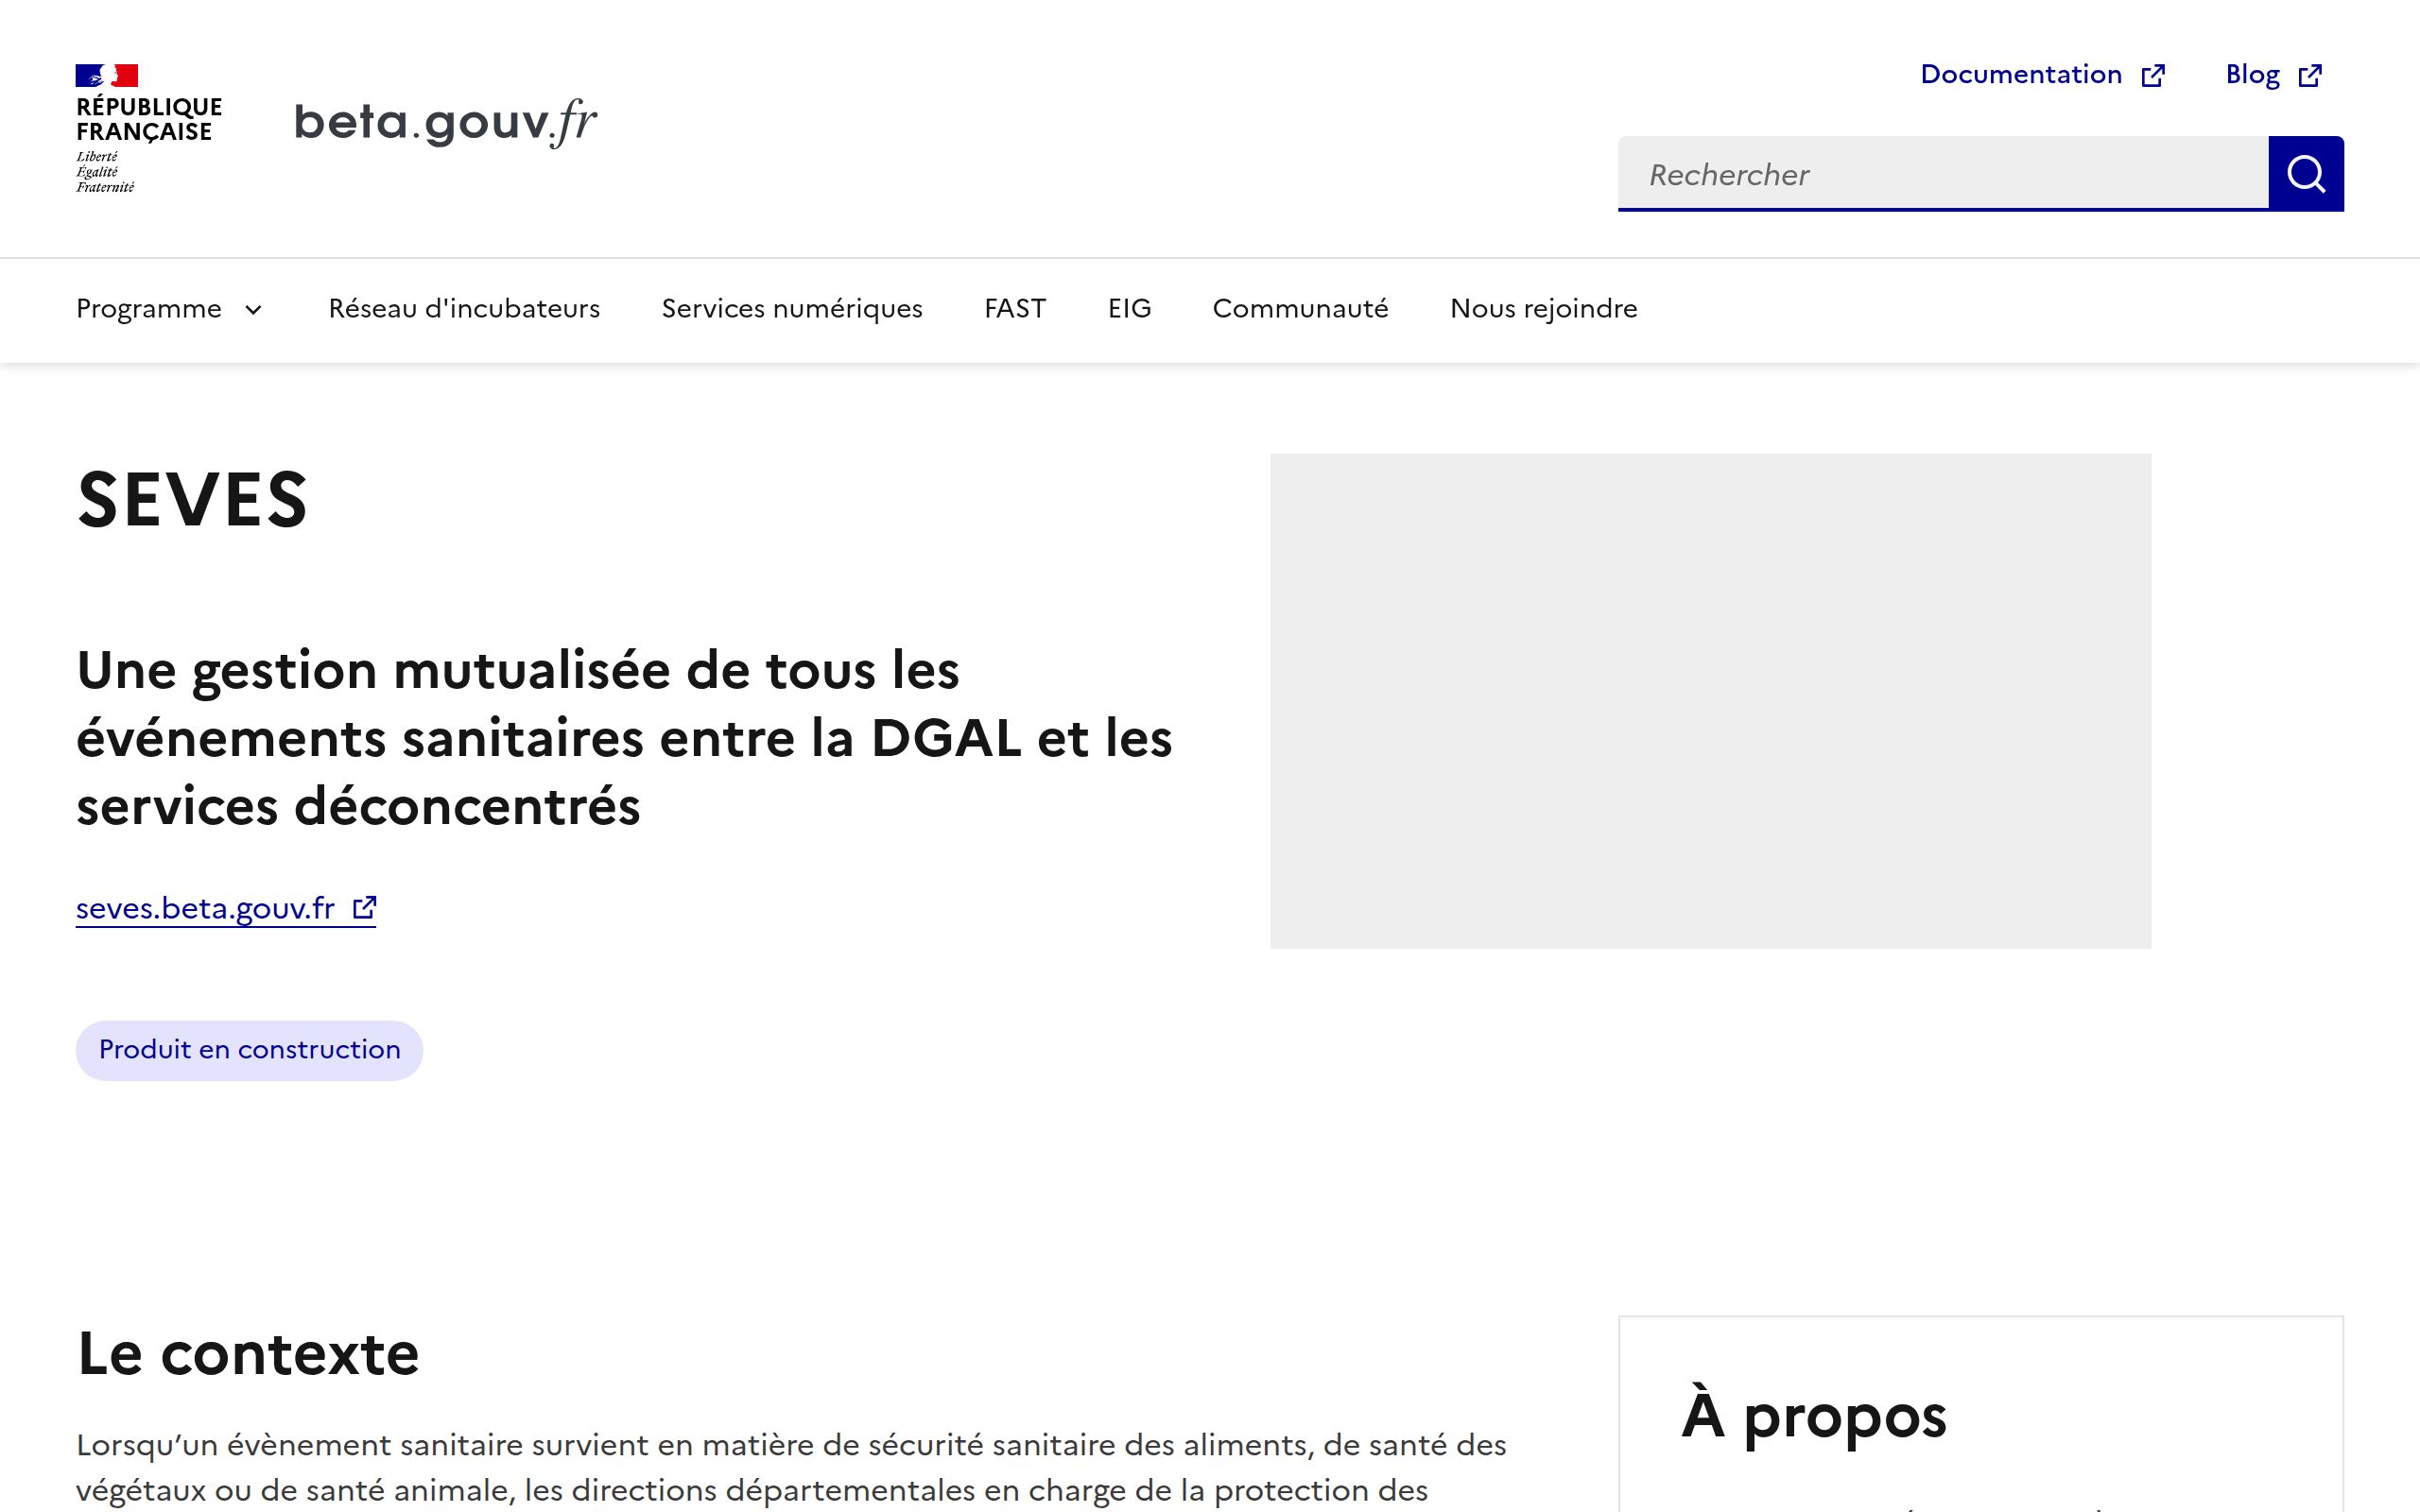 RÉPUBLIQUE
FRANÇAISE
Liberté
Égalité
Fraternité
beta.gouv.fr
Documentation
Blog
Rechercher
Programme
Réseau d'incubateurs
Services numériques
FAST
EIG
Communauté
Nous rejoindre
SEVES
Une gestion mutualisée de tous les
événements sanitaires entre la DGAL et les
services déconcentrés
seves.beta.gouv.fr
Produit en construction
Le contexte
Lorsqu’un évènement sanitaire survient en matière de sécurité sanitaire des aliments, de santé des
végétaux ou de santé animale, les directions départementales en charge de la protection des
À propos